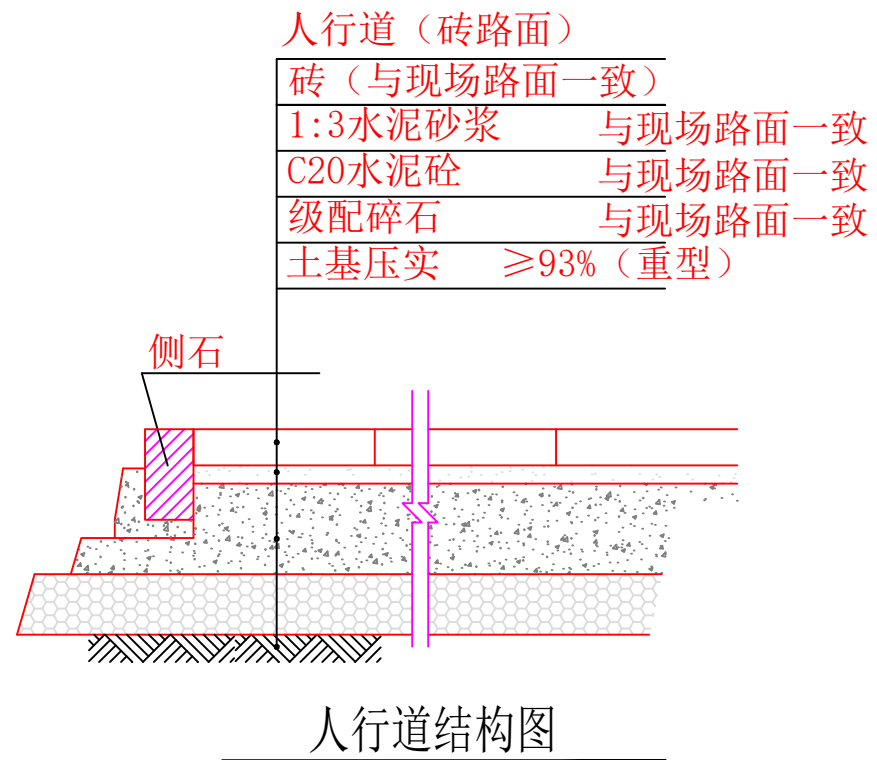 人行道（砖路面）
砖（与现场路面一致）
1:3水泥砂浆 与现场路面一致
C20水泥砼 与现场路面一致
级配碎石 与现场路面一致
土基压实 ≥93%（重型）
侧石
人行道结构图